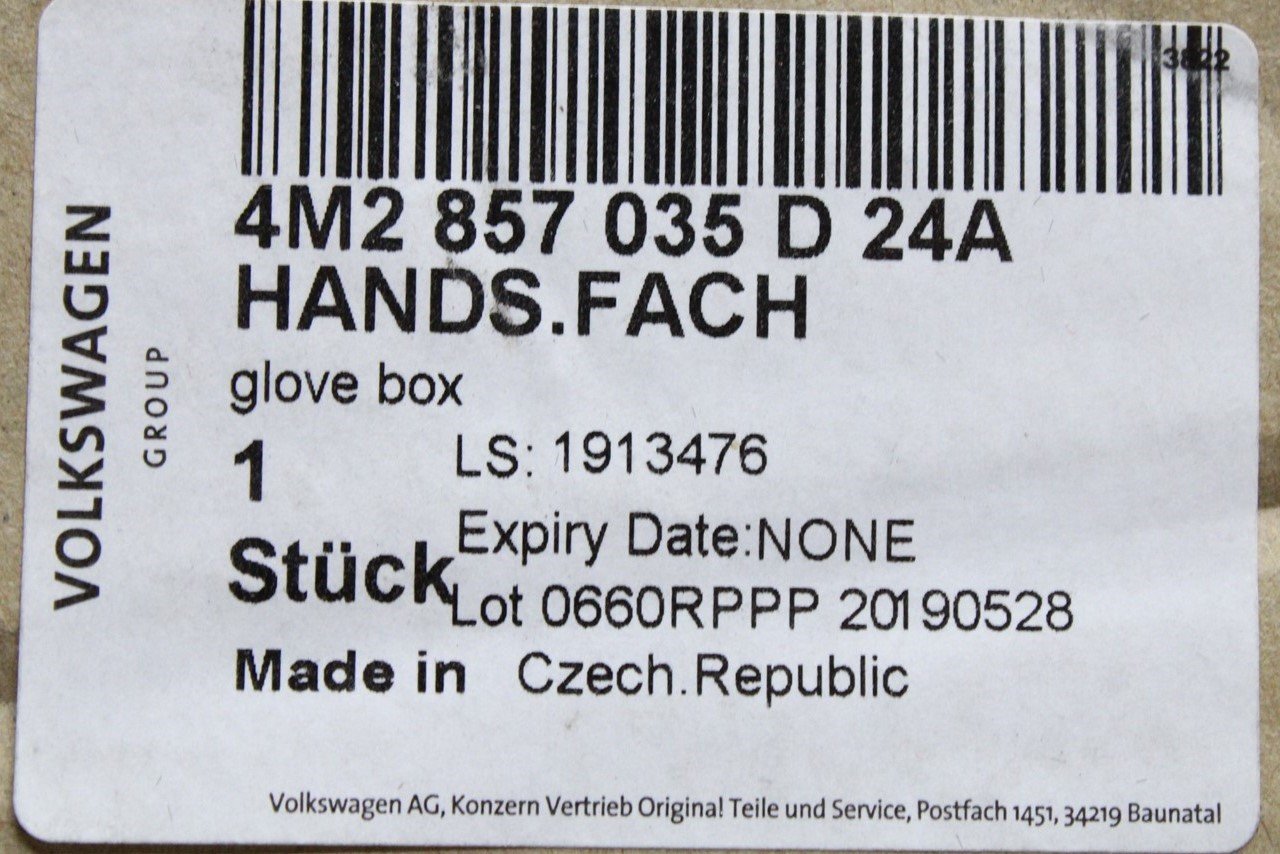 3822
4M2 857 035 D 24A
HANDS.FACH
glove box
1
LS: 1913476
Expiry Date:NONE
Stück
Lot 0660RPPP 20190528
Made in Czech.Republic
VOLKSWAGEN
GROUP
Volkswagen AG, Konzern Vertrieb Original Teile und Service, Postfach 1451, 34219 Baunatal